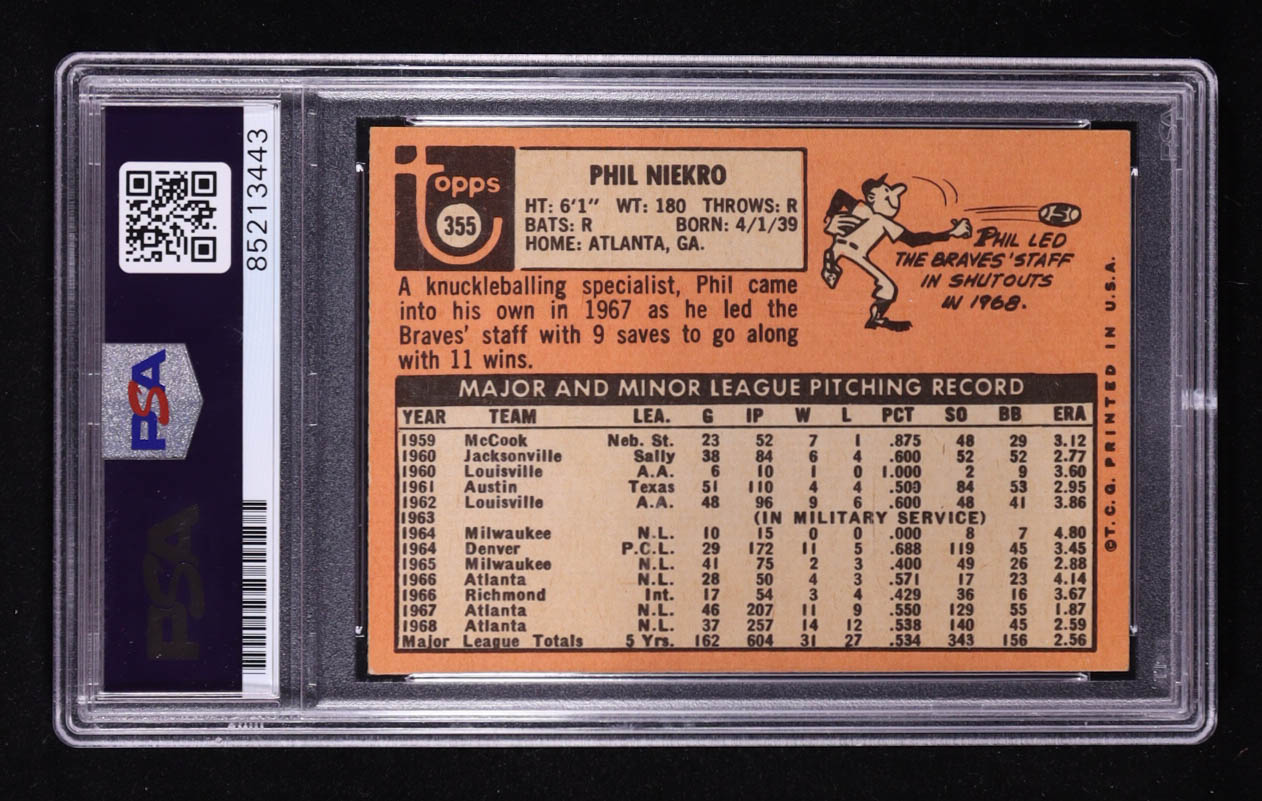 85213443
PSA
PSA
topps
355
PHIL NIEKRO
HT: 6'1" WT: 180 THROWS: R
BATS: R BORN: 4/1/39
HOME: ATLANTA, GA.
PHIL LED
THE BRAVES' STAFF
IN SHUTOUTS
IN 1968.
A knuckleballing specialist, Phil came
into his own in 1967 as he led the
Braves' staff with 9 saves to go along
with 11 wins.
MAJOR AND MINOR LEAGUE PITCHING RECORD
YEAR TEAM LEA. G IP W L PCT SO BB ERA
1959 McCook Neb. St. 23 52 7 1 .875 48 29 3.12
1960 Jacksonville Sally 38 84 6 4 .600 52 52 2.77
1960 Louisville A.A. 6 10 1 0 1.000 2 9 3.60
1961 Austin Texas 51 110 4 4 .500 84 53 2.95
1962 Louisville A.A. 48 96 9 6 .600 48 41 3.86
1963 (IN MILITARY SERVICE)
1964 Milwaukee N.L. 10 15 0 0 .000 8 7 4.80
1964 Denver P.C.L. 29 172 11 5 .688 119 45 3.45
1965 Milwaukee N.L. 41 75 2 3 .400 49 26 2.88
1966 Atlanta N.L. 28 50 4 3 .571 17 23 4.14
1966 Richmond Int. 17 54 3 4 .429 36 16 3.67
1967 Atlanta N.L. 46 207 11 9 .550 129 55 1.87
1968 Atlanta N.L. 37 257 14 12 .538 140 45 2.59
Major League Totals 5 Yrs. 162 604 31 27 .534 343 156 2.56
©T.C.G. PRINTED IN U.S.A.